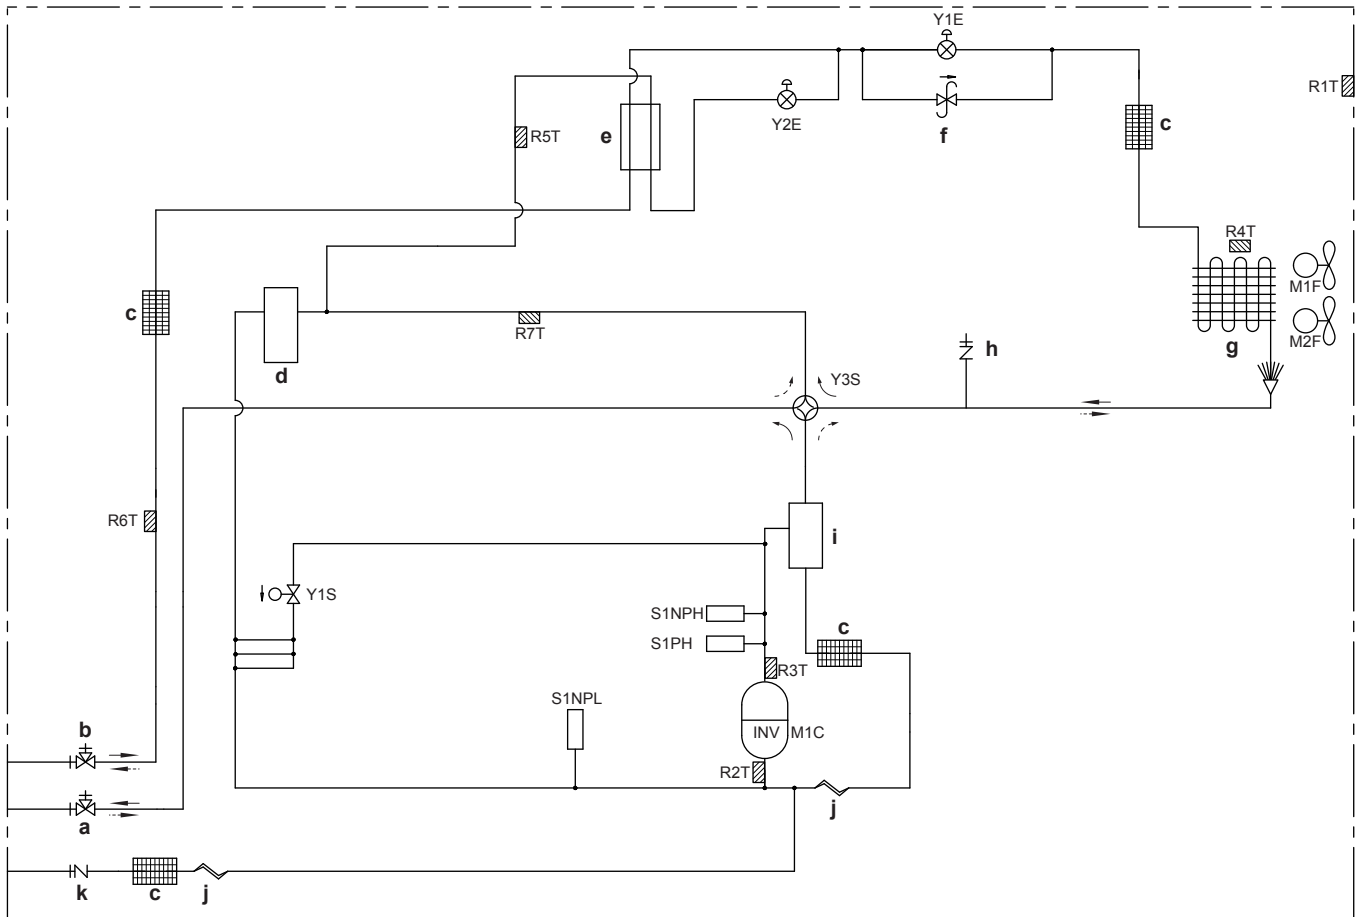 Y1E
R1T
Y2E
f
c
R5T
e
R4T
M1F
c
M2F
R7T
g
h
d
Y3S
R6T
i
Y1S
S1NPH
c
S1PH
R3T
S1NPL
b
INV
M1C
R2T
a
j
k
c
j